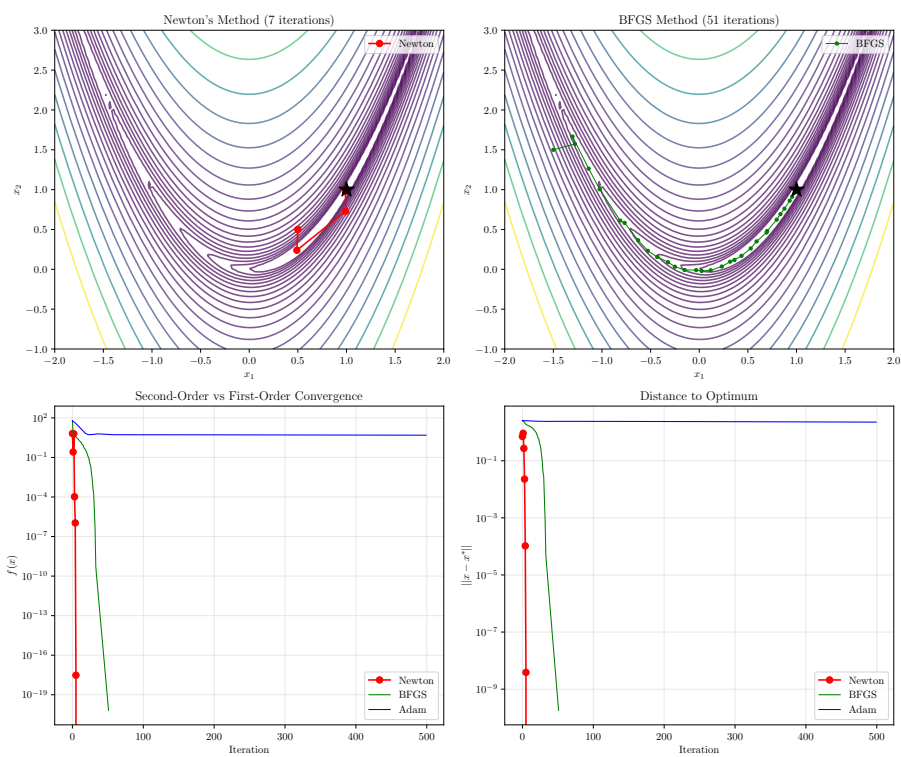 Newton's Method (7 iterations)
Newton
3.0
2.5
2.0
1.5
1.0
0.5
0.0
−0.5
−1.0
x₂
−2.0 −1.5 −1.0 −0.5 0.0 0.5 1.0 1.5 2.0
x₁
BFGS Method (51 iterations)
BFGS
3.0
2.5
2.0
1.5
1.0
0.5
0.0
−0.5
−1.0
x₂
−2.0 −1.5 −1.0 −0.5 0.0 0.5 1.0 1.5 2.0
x₁
Second-Order vs First-Order Convergence
10²
10⁻¹
10⁻⁴
10⁻⁷
10⁻¹⁰
10⁻¹³
10⁻¹⁶
10⁻¹⁹
f(x)
Newton
BFGS
Adam
0 100 200 300 400 500
Iteration
Distance to Optimum
10⁻¹
10⁻³
10⁻⁵
10⁻⁷
10⁻⁹
||x − x*||
Newton
BFGS
Adam
0 100 200 300 400 500
Iteration